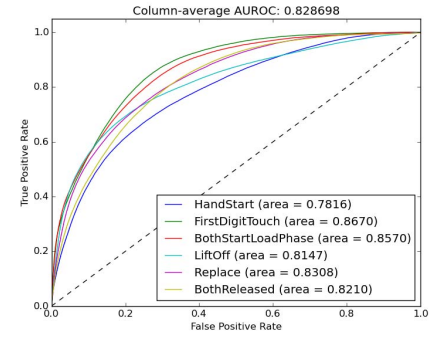 Column-average AUROC: 0.828698
1.0
0.8
0.6
0.4
0.2
0.0
True Positive Rate
HandStart (area = 0.7816)
FirstDigitTouch (area = 0.8670)
BothStartLoadPhase (area = 0.8570)
LiftOff (area = 0.8147)
Replace (area = 0.8308)
BothReleased (area = 0.8210)
0.0 0.2 0.4 0.6 0.8 1.0
False Positive Rate